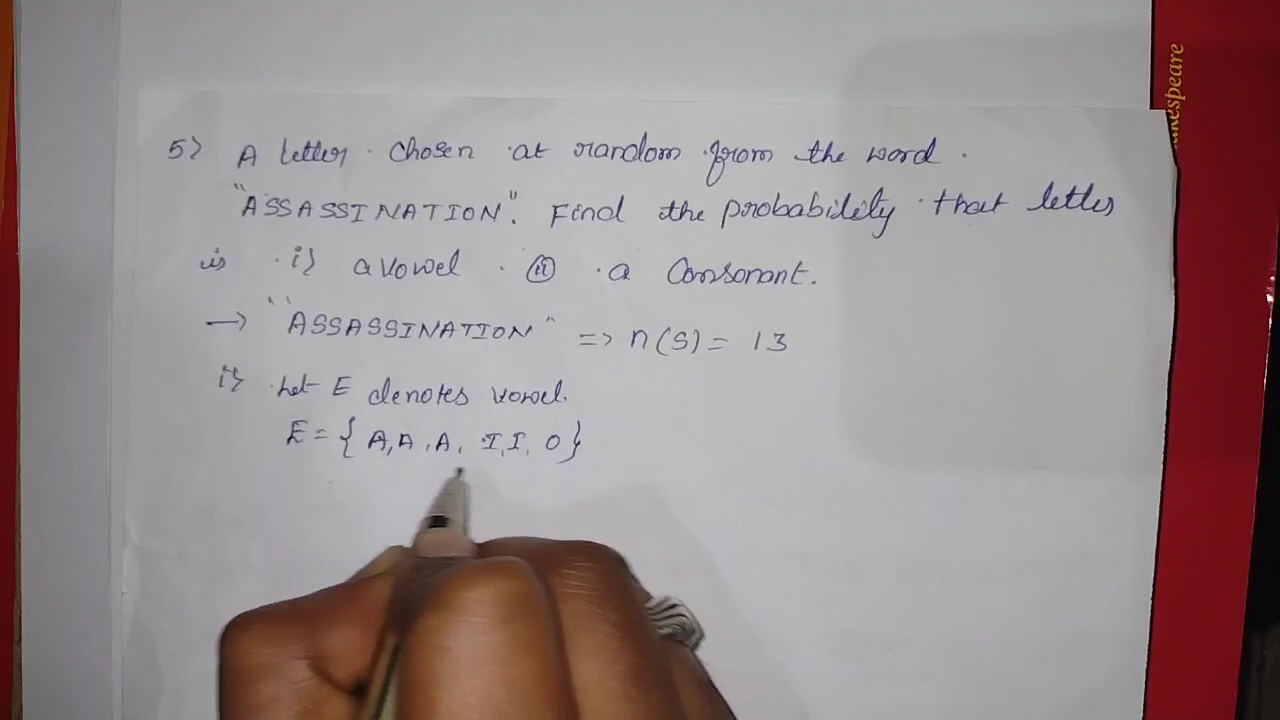 5) A letter chosen at random from the word.
"ASSASSINATION". Find the probability that letter
is i) a vowel. (ii) a Consonant.
→ "ASSASSINATION" => n(S) = 13
i) Let E denotes vowel.
E = { A, A, A, I, I, O}